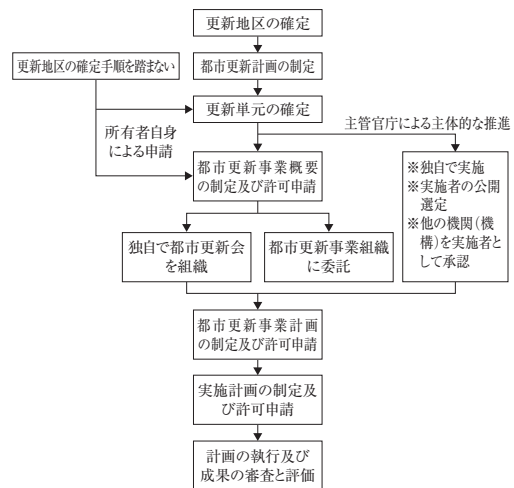 更新地区の確定
更新地区の確定手順を踏まない
都市更新計画の制定
更新単元の確定
所有者自身
による申請
主管官庁による主体的な推進
都市更新事業概要
の制定及び許可申請
※独自で実施
※実施者の公開
選定
※他の機関(機
構)を実施者と
して承認
独自で都市更新会
を組織
都市更新事業組織
に委託
都市更新事業計画
の制定及び許可申請
実施計画の制定及
び許可申請
計画の執行及び
成果の審査と評価